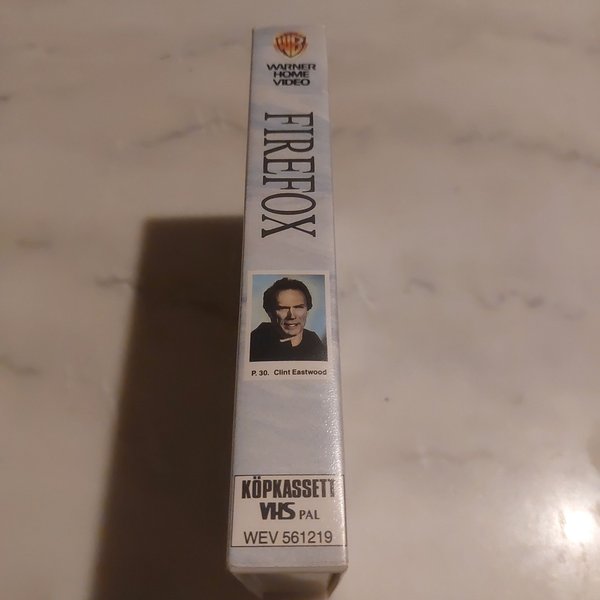 WB
WARNER
HOME
VIDEO
FIREFOX
P. 30. Clint Eastwood
KÖPKASSETT
VHS PAL
WEV 561219